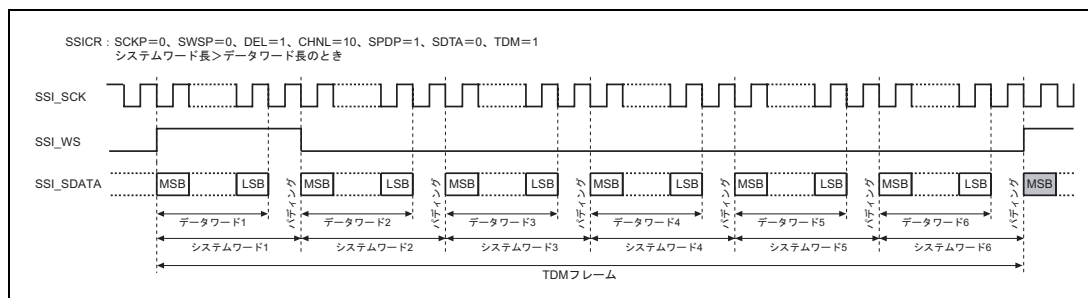 SSICR : SCKP=0、SWSP=0、DEL=1、CHNL=10、SPDP=1、SDTA=0、TDM=1
システムワード長＞データワード長のとき
SSI_SCK
SSI_WS
SSI_SDATA
MSB LSB パディング MSB LSB パディング MSB LSB パディング MSB LSB パディング MSB LSB パディング MSB LSB パディング MSB
データワード1 データワード2 データワード3 データワード4 データワード5 データワード6
システムワード1 システムワード2 システムワード3 システムワード4 システムワード5 システムワード6
TDMフレーム